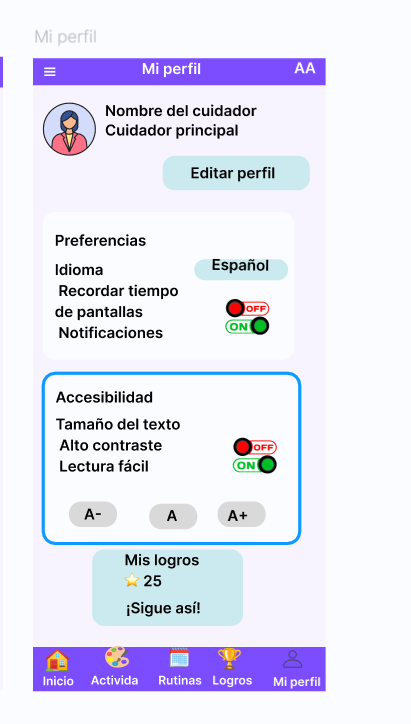 Mi perfil
Mi perfil
AA
Nombre del cuidador
Cuidador principal
Editar perfil
Preferencias
Idioma
Español
Recordar tiempo
de pantallas
OFF
Notificaciones
ON
Accesibilidad
Tamaño del texto
Alto contraste
OFF
Lectura fácil
ON
A-
A
A+
Mis logros
25
¡Sigue así!
Inicio
Activida
Rutinas
Logros
Mi perfil